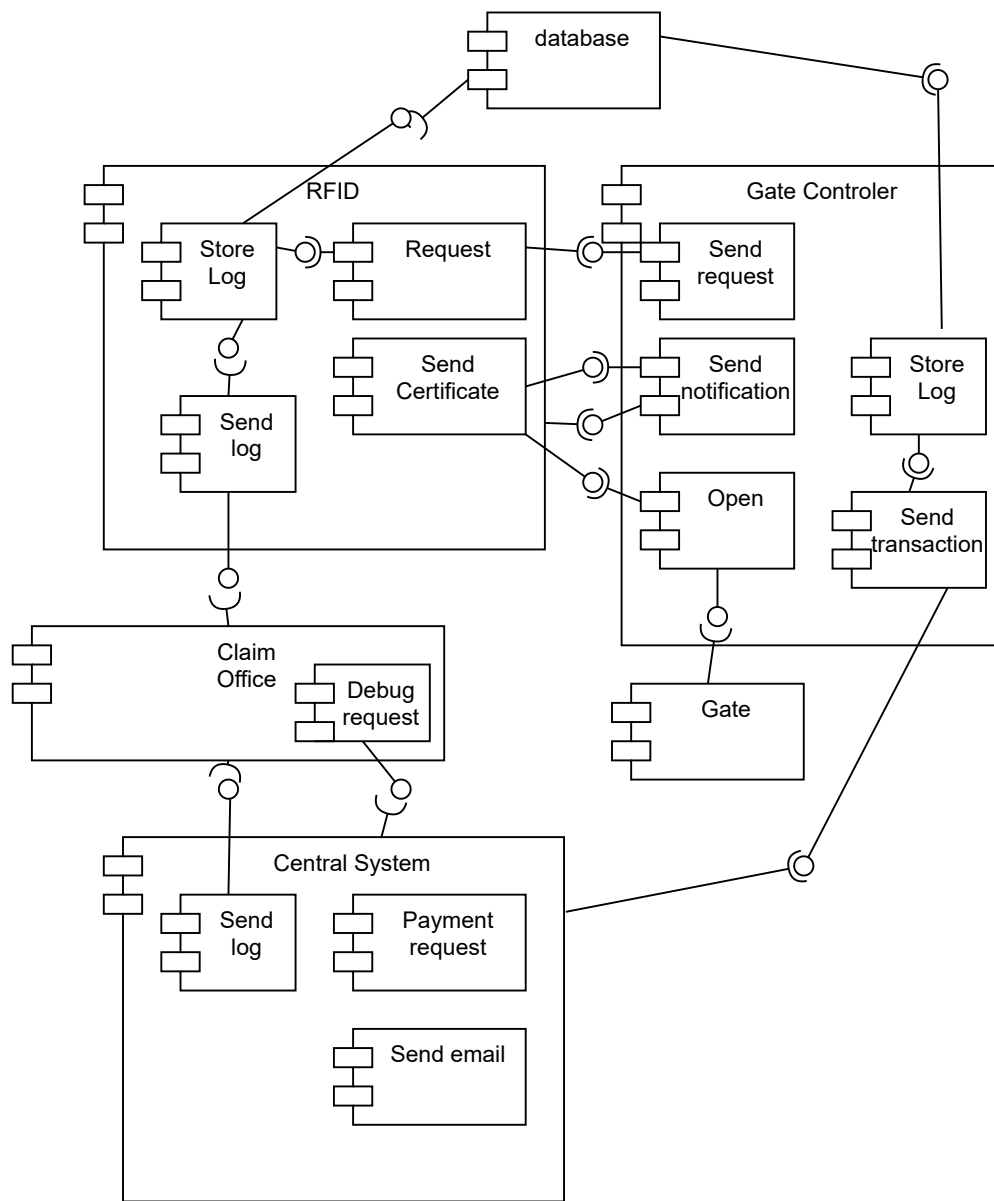 database
RFID
Gate Controler
Store
Log
Request
Send
request
Send
Certificate
Send
notification
Store
Log
Send
log
Open
Send
transaction
Claim
Office
Debug
request
Gate
Central System
Send
log
Payment
request
Send email